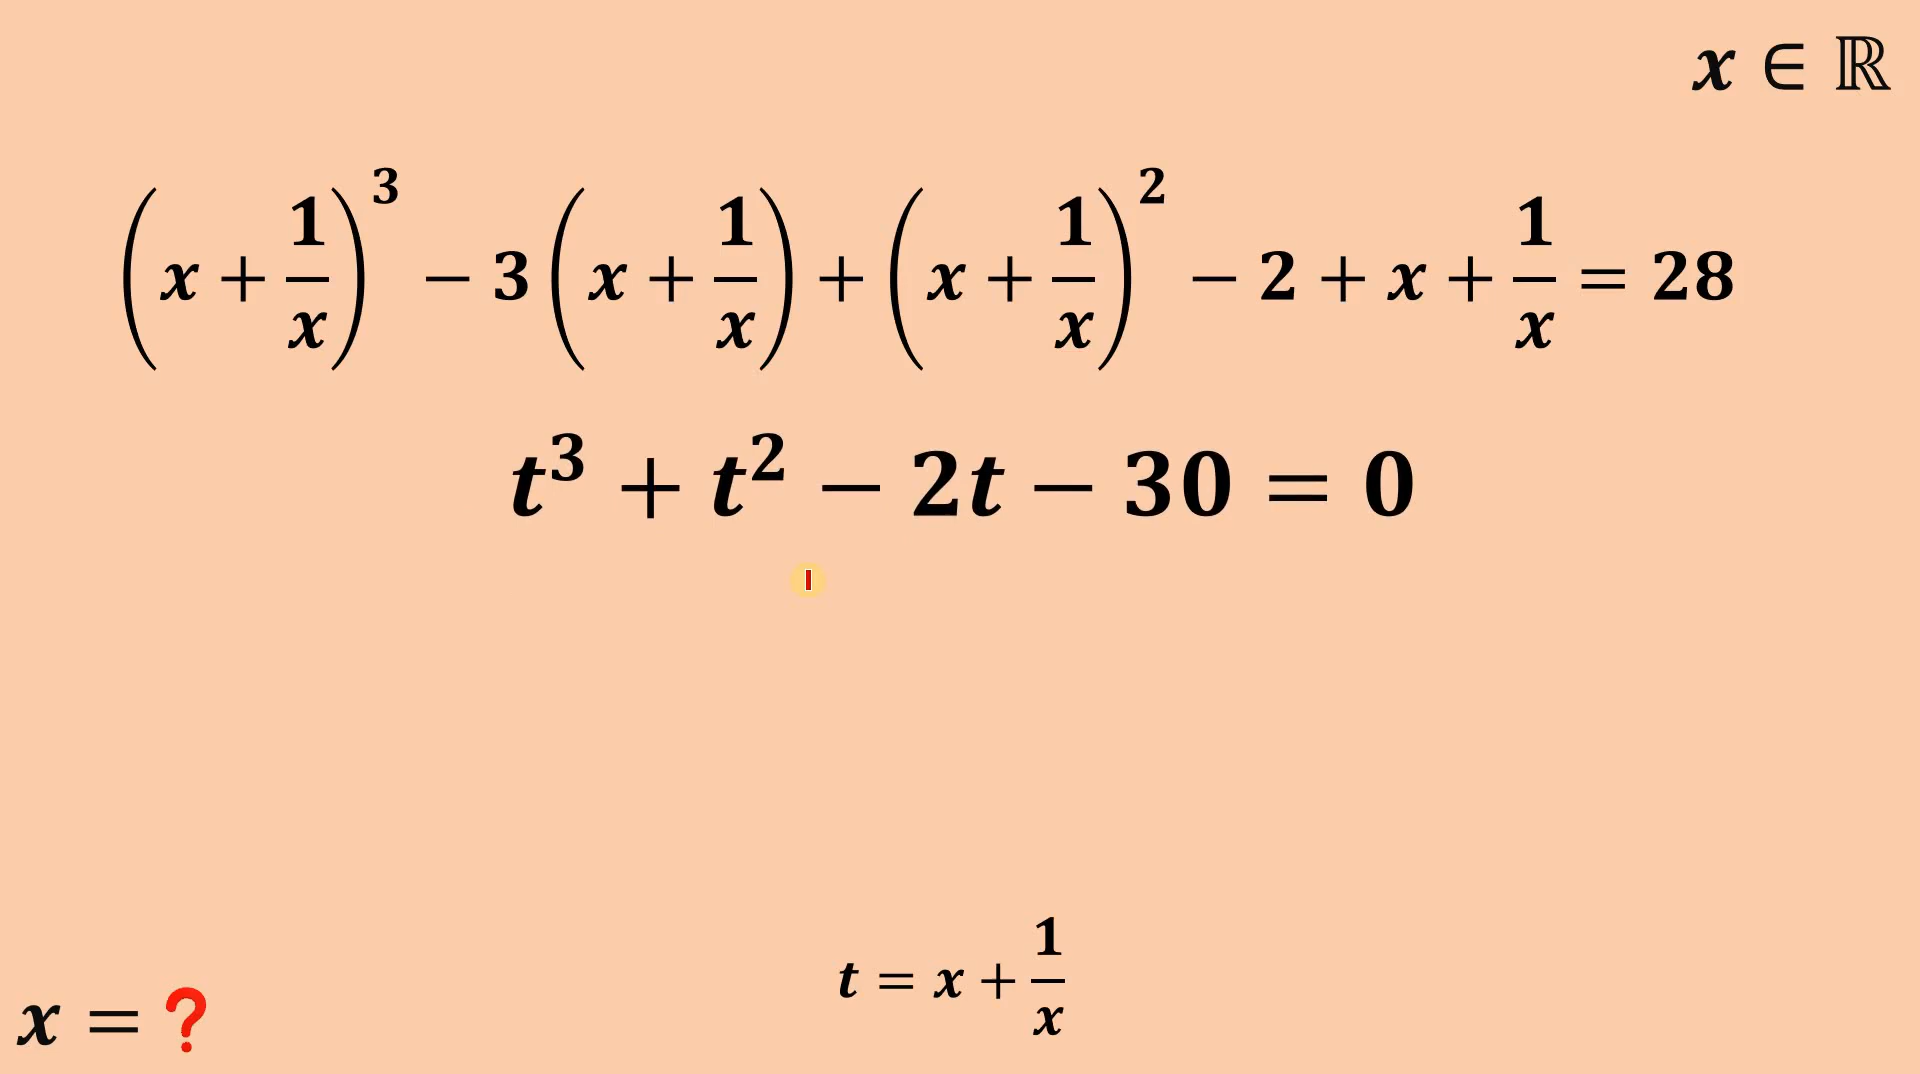 x ∈ ℝ
(x + 1/x)³ − 3(x + 1/x) + (x + 1/x)² − 2 + x + 1/x = 28
t³ + t² − 2t − 30 = 0
t = x + 1/x
x = ?